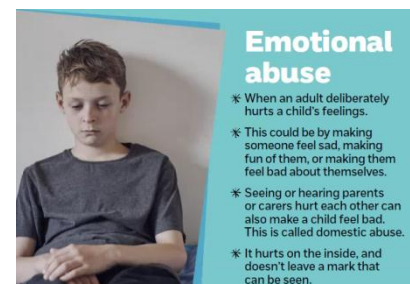 Emotional
abuse
* When an adult deliberately
hurts a child's feelings.
* This could be by making
someone feel sad, making
fun of them, or making them
feel bad about themselves.
* Seeing or hearing parents
or carers hurt each other can
also make a child feel bad.
This is called domestic abuse.
* It hurts on the inside, and
doesn't leave a mark that
can be seen.